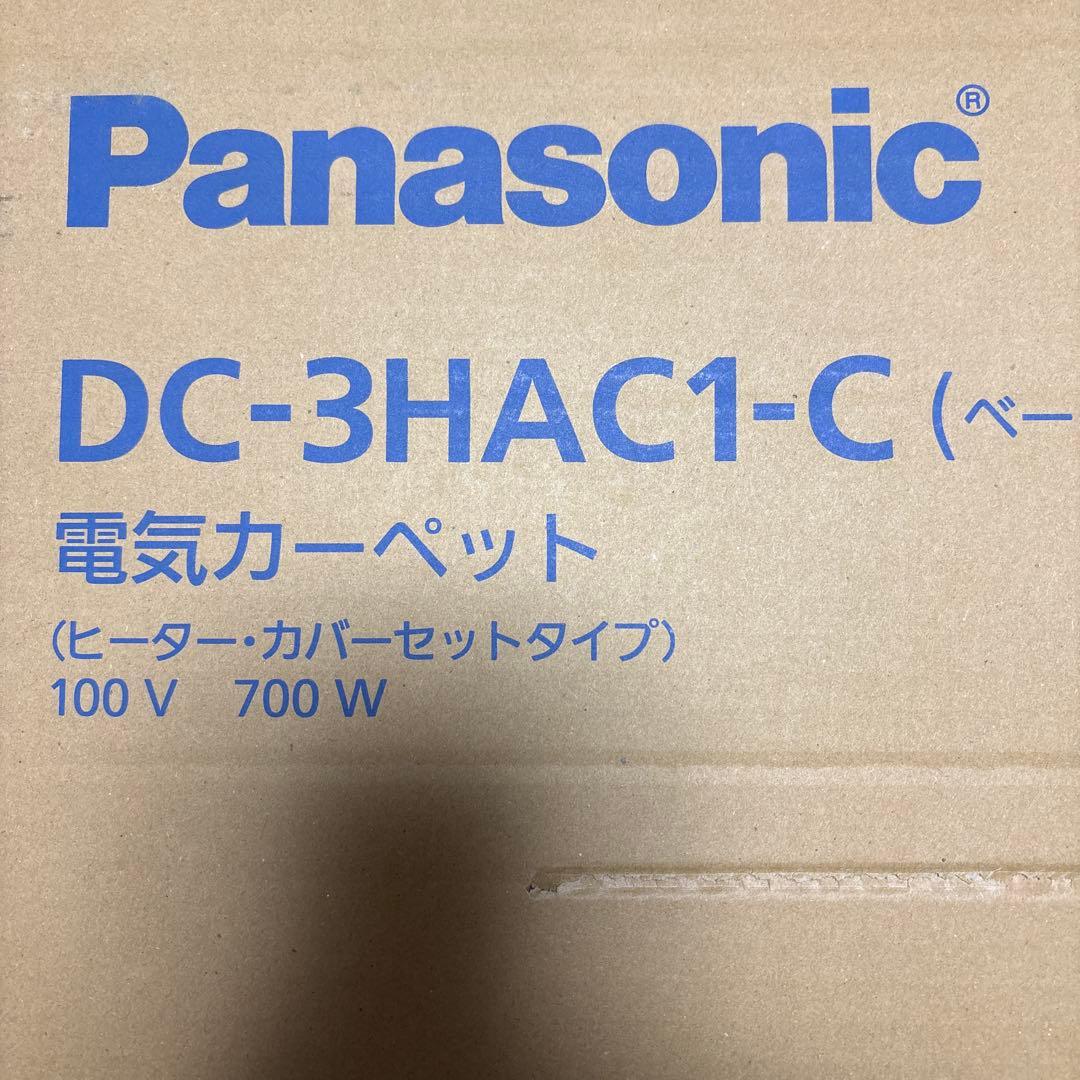 Panasonic®
DC-3HAC1-C (ベー
電気カーペット
(ヒーター・カバーセットタイプ)
100 V 700 W